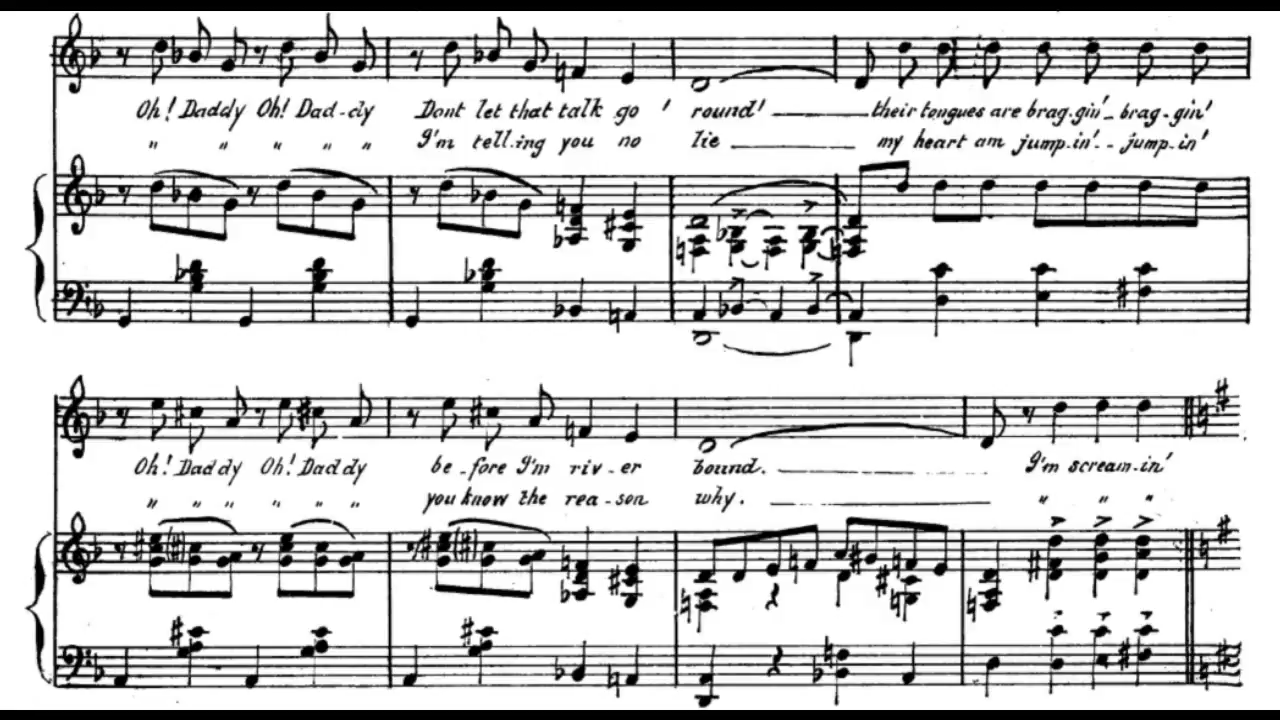 Oh! Daddy Oh! Dad-dy Dont let that talk go ' round! their tongues are brag-gin' - brag-gin'
" " " " " I'm tell-ing you no lie my heart am jump-in' - - jump-in'
Oh! Daddy Oh! Daddy be-fore I'm riv-er bound. I'm scream-in'
" " " " " you know the rea-son why. " " "